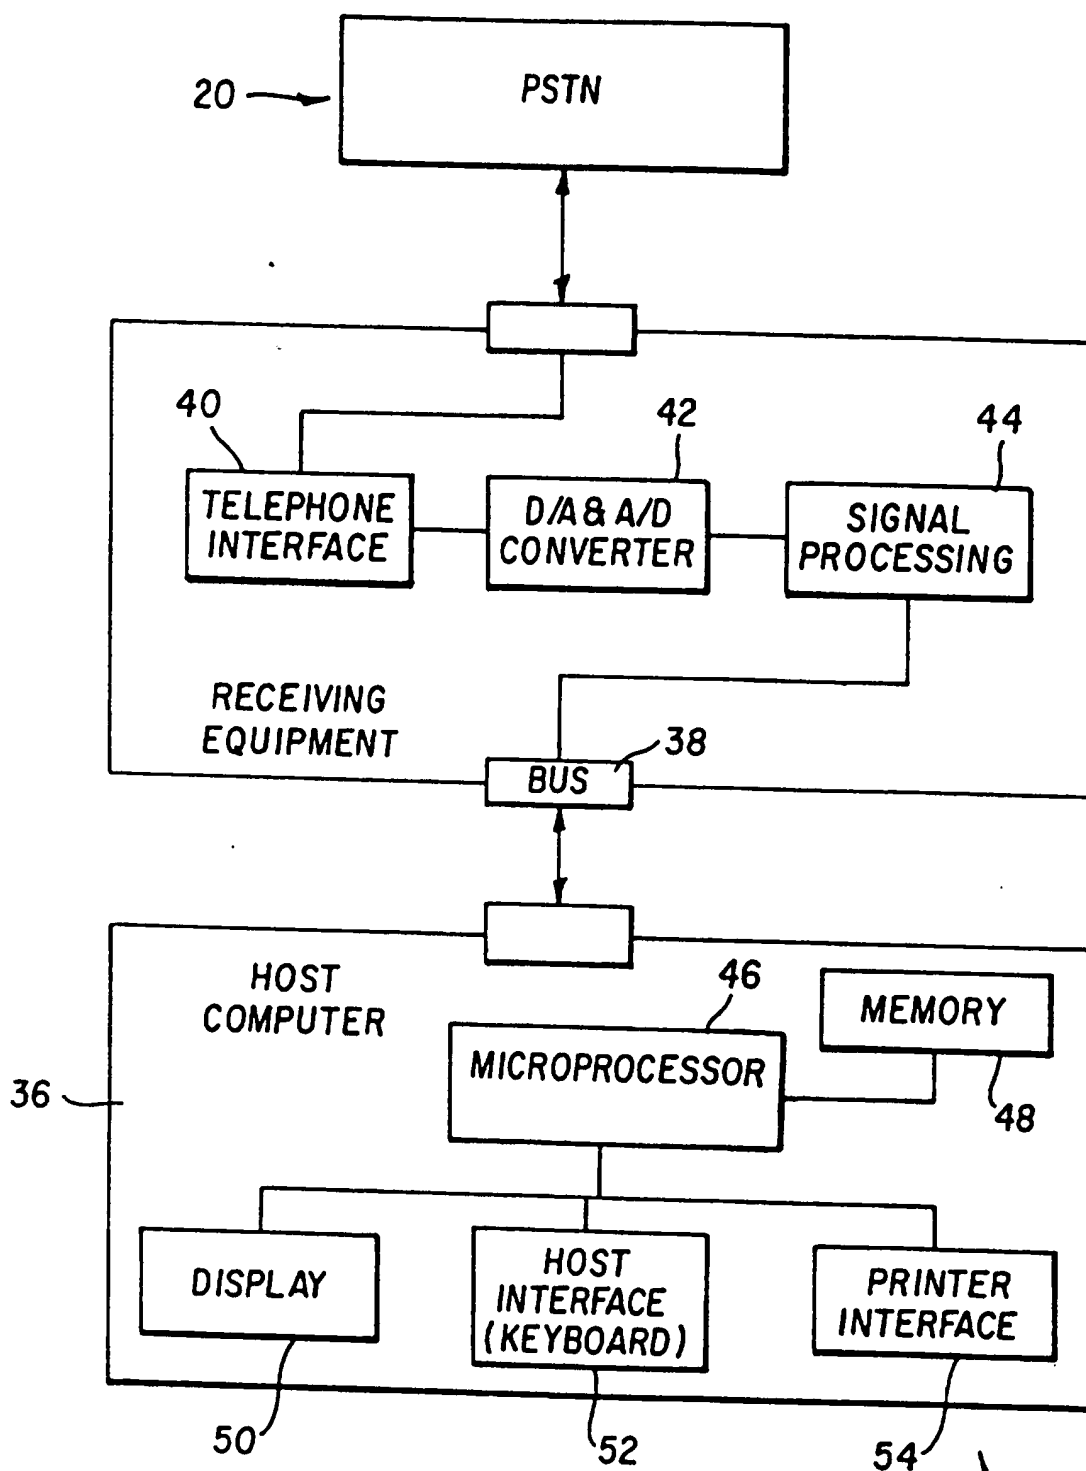 PSTN
20
40
42
44
TELEPHONE
INTERFACE
D/A & A/D
CONVERTER
SIGNAL
PROCESSING
RECEIVING
EQUIPMENT
38
BUS
HOST
COMPUTER
46
MEMORY
MICROPROCESSOR
36
48
DISPLAY
HOST
INTERFACE
(KEYBOARD)
PRINTER
INTERFACE
50
52
54